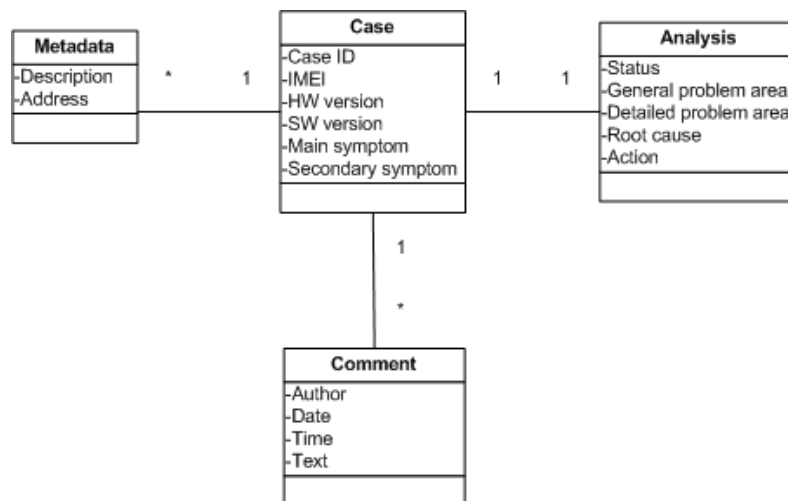 Metadata
-Description
-Address
*
1
Case
-Case ID
-IMEI
-HW version
-SW version
-Main symptom
-Secondary symptom
1
1
Analysis
-Status
-General problem area
-Detailed problem area
-Root cause
-Action
1
*
Comment
-Author
-Date
-Time
-Text